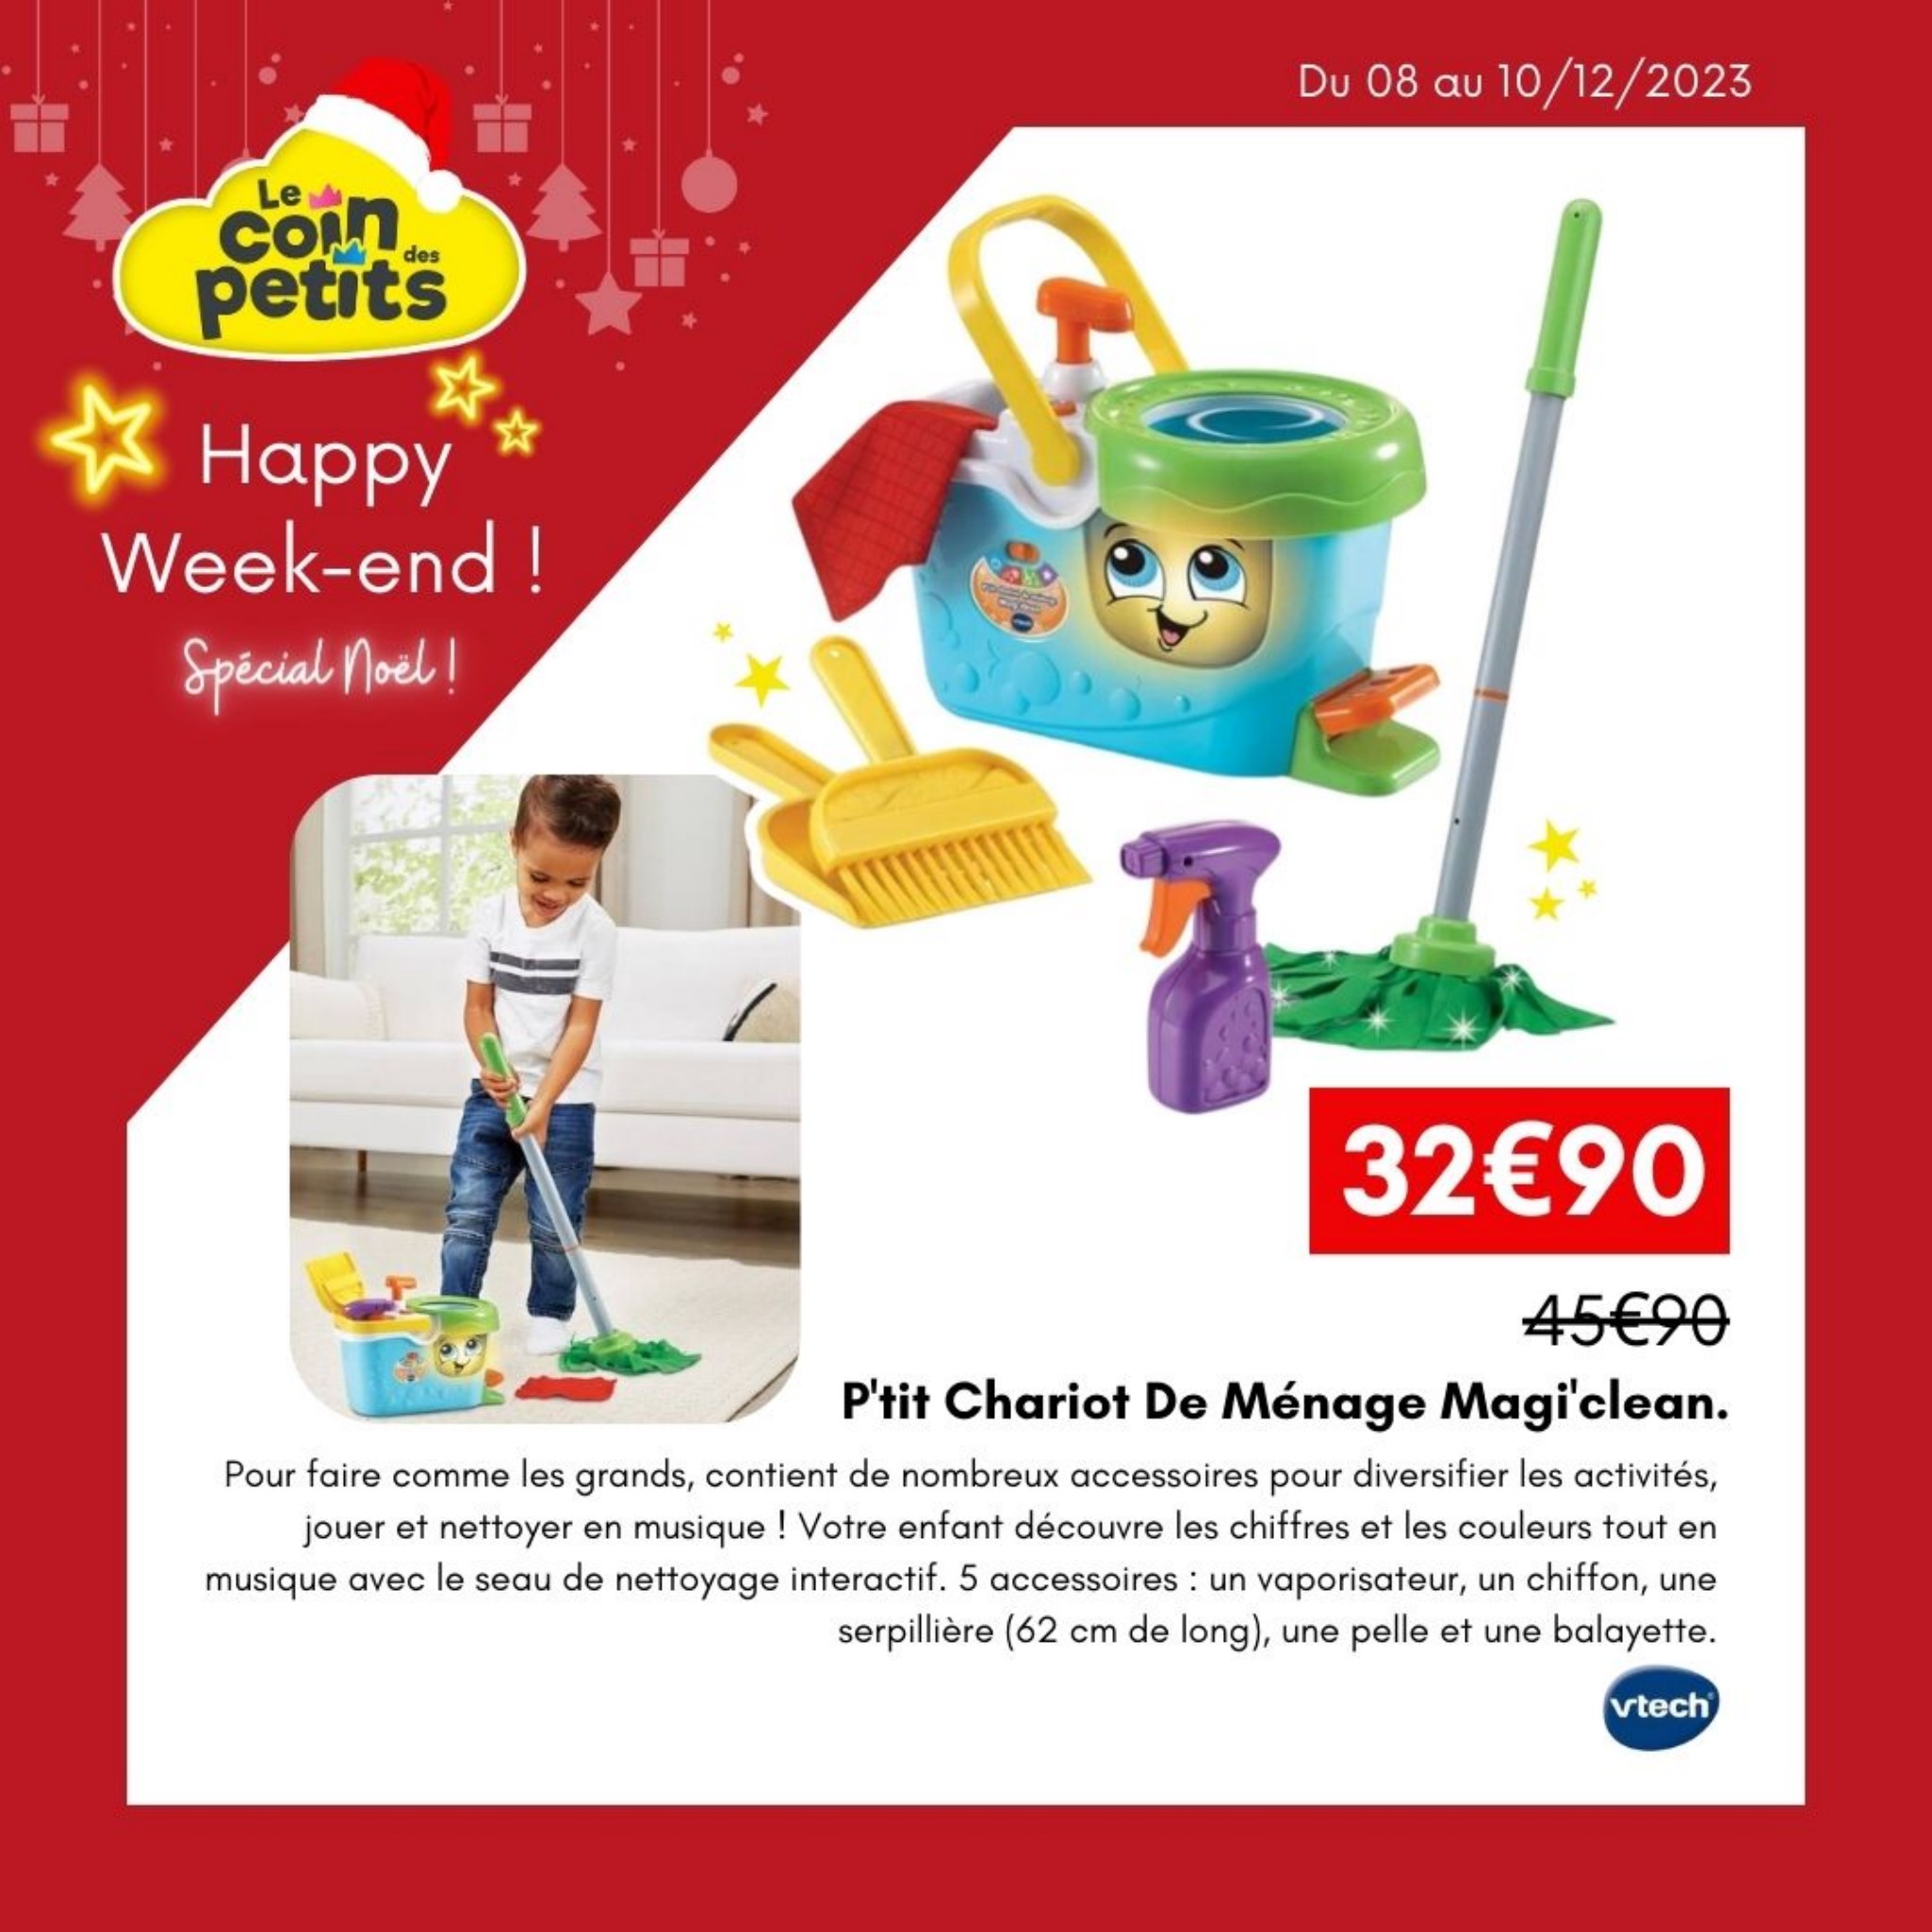 Du 08 au 10/12/2023
Le
coin
des
petits
Happy
Week-end !
Spécial Noël !
32€90
45€90
P'tit Chariot De Ménage Magi'clean.
Pour faire comme les grands, contient de nombreux accessoires pour diversifier les activités,
jouer et nettoyer en musique ! Votre enfant découvre les chiffres et les couleurs tout en
musique avec le seau de nettoyage interactif. 5 accessoires : un vaporisateur, un chiffon, une
serpillière (62 cm de long), une pelle et une balayette.
vtech